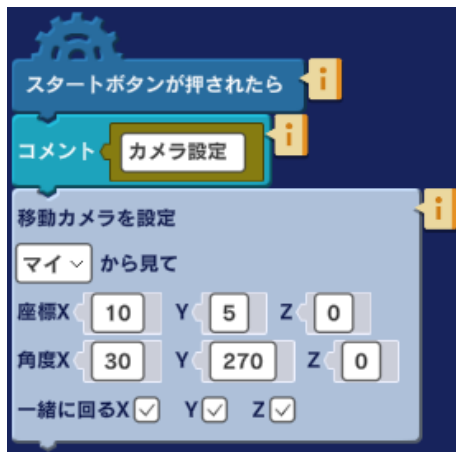 スタートボタンが押されたら i
コメント カメラ設定 i
移動カメラを設定 i
マイ から見て
座標X 10 Y 5 Z 0
角度X 30 Y 270 Z 0
一緒に回るX Y Z